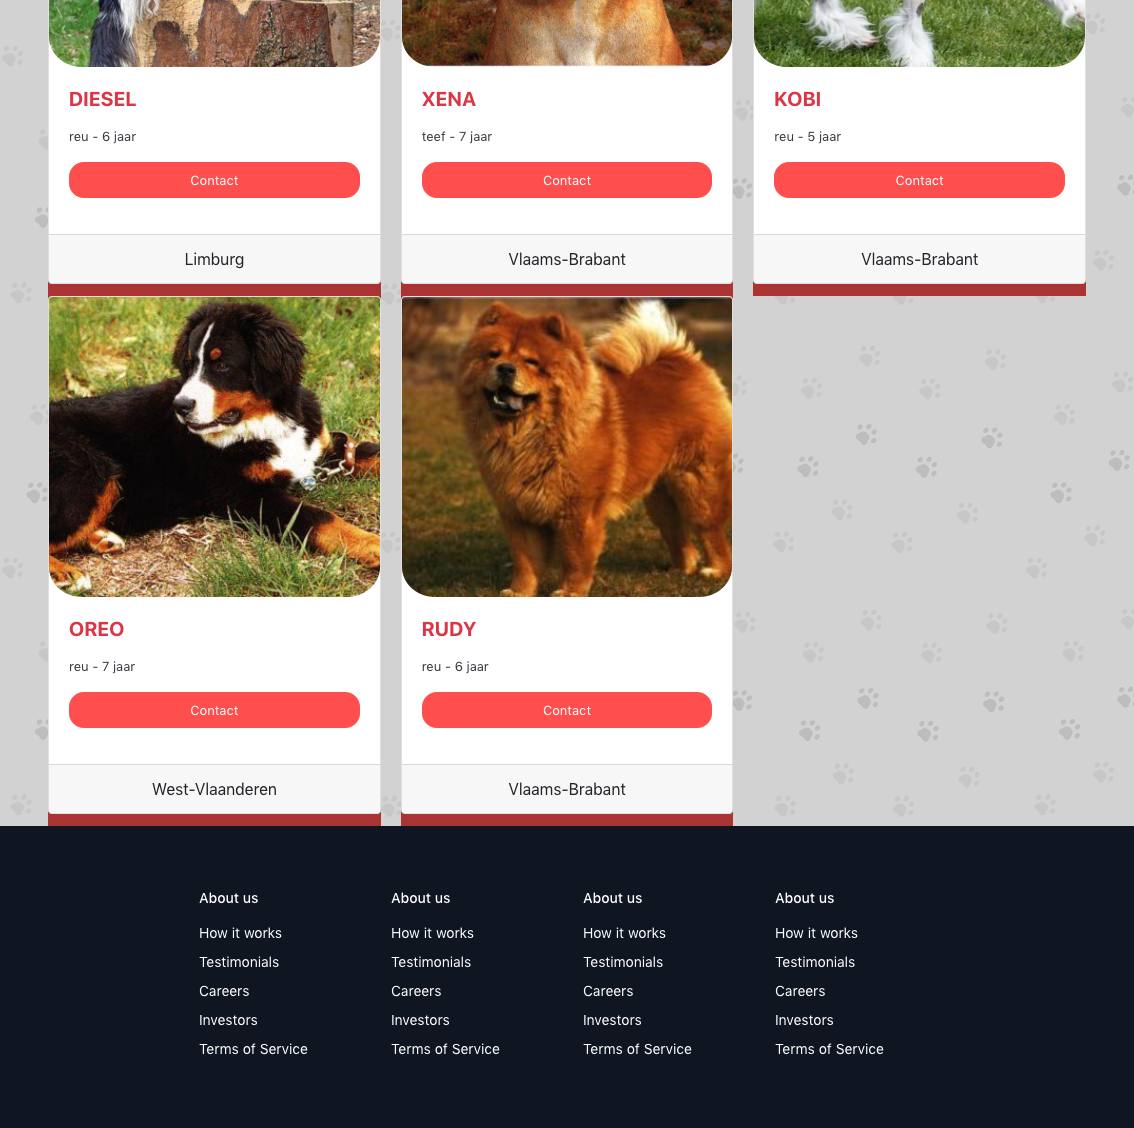 DIESEL
reu - 6 jaar
Contact
Limburg
XENA
teef - 7 jaar
Contact
Vlaams-Brabant
KOBI
reu - 5 jaar
Contact
Vlaams-Brabant
OREO
reu - 7 jaar
Contact
West-Vlaanderen
RUDY
reu - 6 jaar
Contact
Vlaams-Brabant
About us
How it works
Testimonials
Careers
Investors
Terms of Service
About us
How it works
Testimonials
Careers
Investors
Terms of Service
About us
How it works
Testimonials
Careers
Investors
Terms of Service
About us
How it works
Testimonials
Careers
Investors
Terms of Service